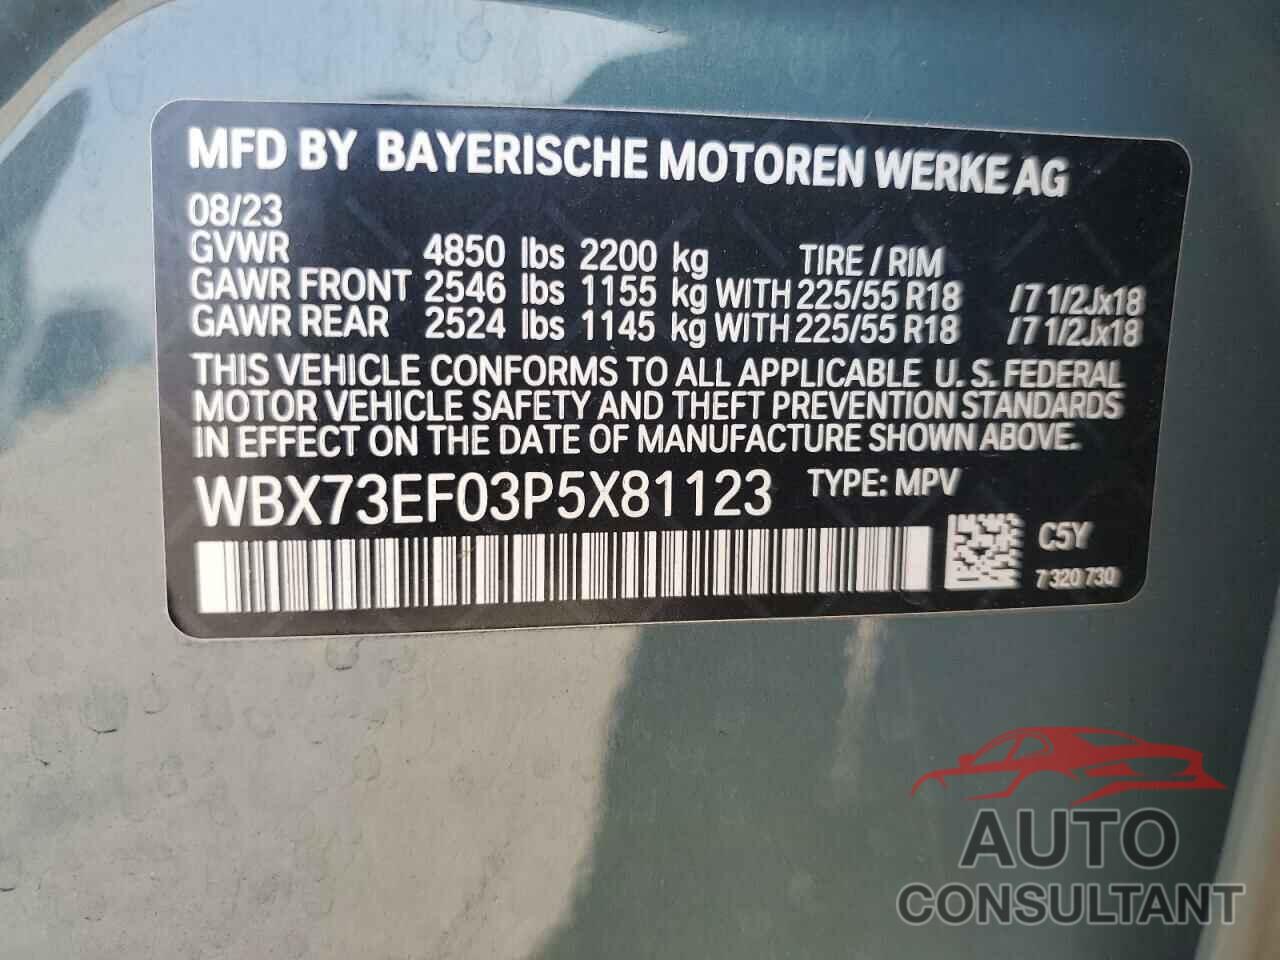 MFD BY BAYERISCHE MOTOREN WERKE AG
08/23
GVWR 4850 lbs 2200 kg TIRE / RIM
GAWR FRONT 2546 lbs 1155 kg WITH 225/55 R18 /7 1/2Jx18
GAWR REAR 2524 lbs 1145 kg WITH 225/55 R18 /7 1/2Jx18
THIS VEHICLE CONFORMS TO ALL APPLICABLE U.S. FEDERAL
MOTOR VEHICLE SAFETY AND THEFT PREVENTION STANDARDS
IN EFFECT ON THE DATE OF MANUFACTURE SHOWN ABOVE.
WBX73EF03P5X81123 TYPE: MPV
C5Y
7 320 730
AUTO
CONSULTANT